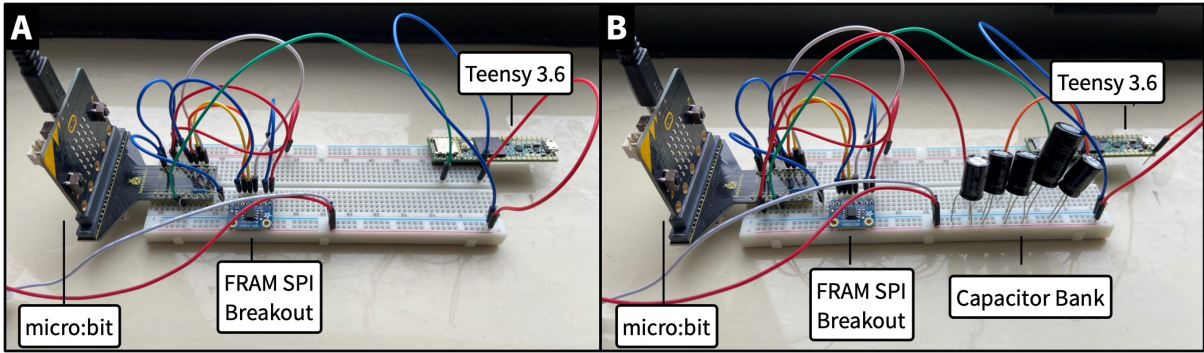 A
Teensy 3.6
FRAM SPI
Breakout
micro:bit
B
Teensy 3.6
FRAM SPI
Breakout
Capacitor Bank
micro:bit